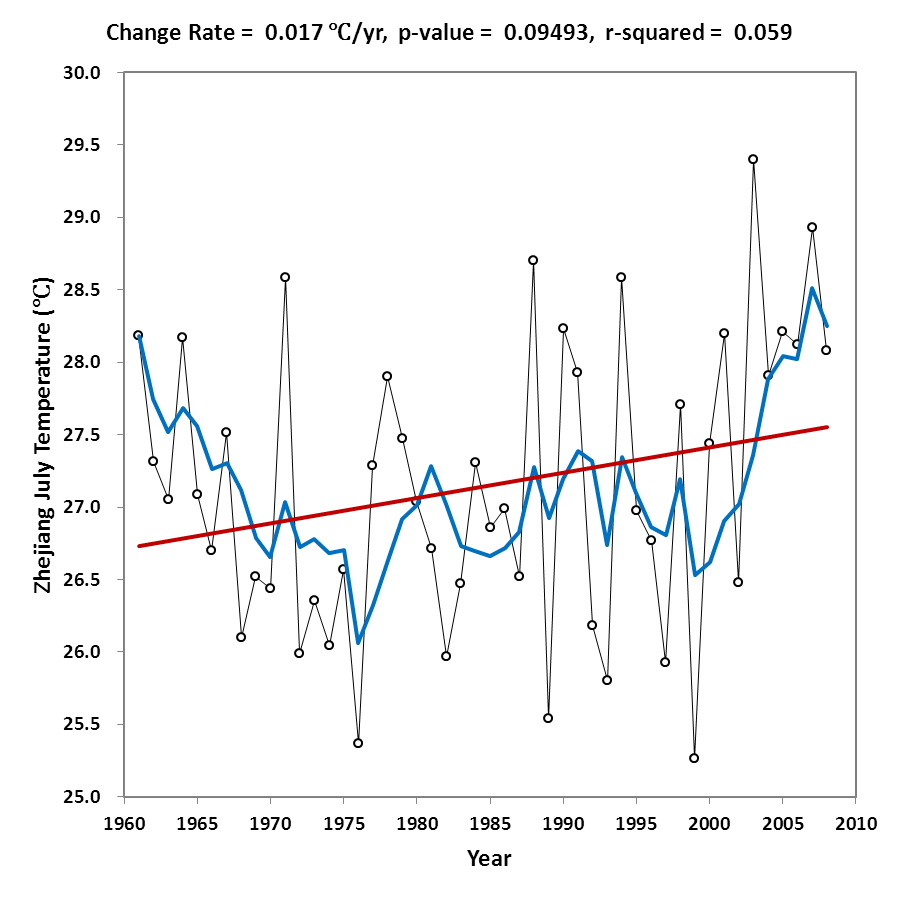 Change Rate = 0.017 ℃/yr, p-value = 0.09493, r-squared = 0.059
30.0
29.5
29.0
28.5
28.0
27.5
27.0
26.5
26.0
25.5
25.0
Zhejiang July Temperature (℃)
1960 1965 1970 1975 1980 1985 1990 1995 2000 2005 2010
Year